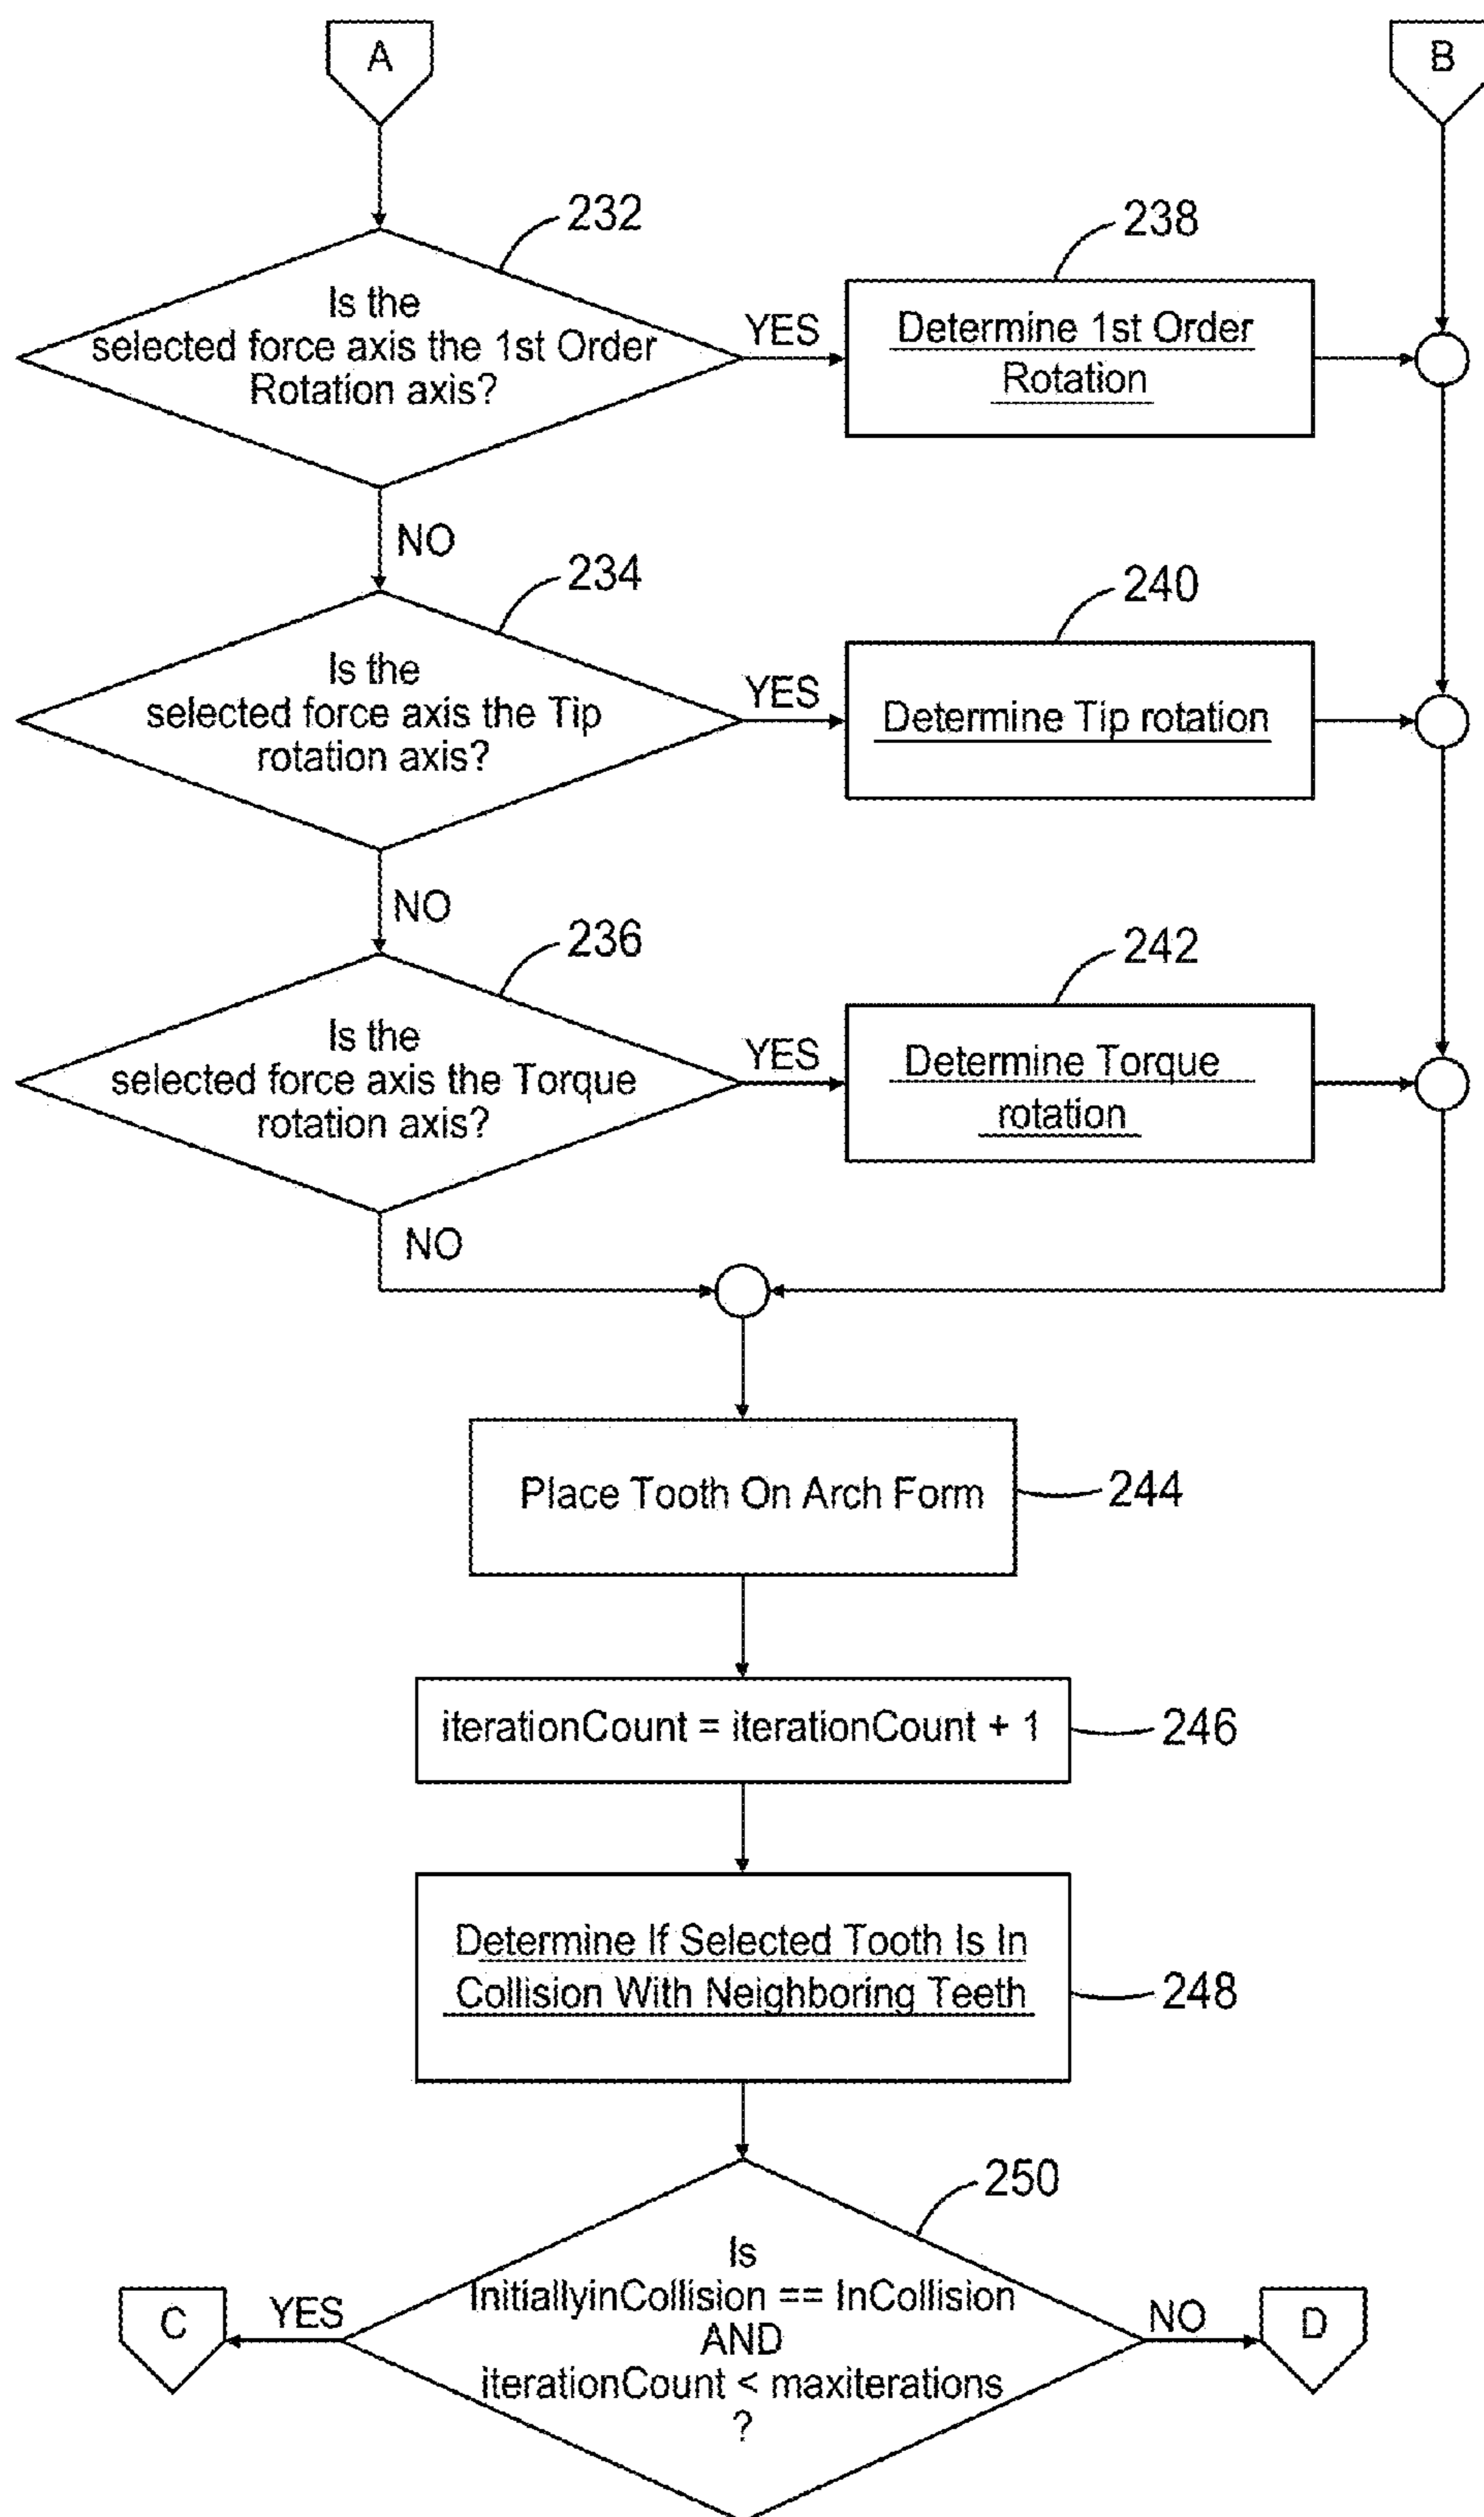 A
B
232
Is the
selected force axis the 1st Order
Rotation axis?
YES
238
Determine 1st Order
Rotation
NO
234
Is the
selected force axis the Tip
rotation axis?
YES
240
Determine Tip rotation
NO
236
Is the
selected force axis the Torque
rotation axis?
YES
242
Determine Torque
rotation
NO
Place Tooth On Arch Form
244
iterationCount = iterationCount + 1
246
Determine If Selected Tooth Is In
Collision With Neighboring Teeth
248
250
Is
InitiallyinCollision == InCollision
AND
iterationCount < maxiterations
?
YES
C
NO
D